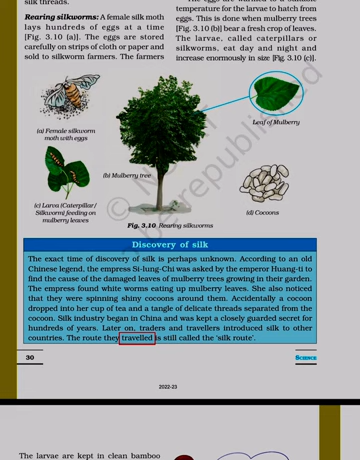 silk threads.
Rearing silkworms: A female silk moth
lays hundreds of eggs at a time
[Fig. 3.10 (a)]. The eggs are stored
carefully on strips of cloth or paper and
sold to silkworm farmers. The farmers
temperature for the larvae to hatch from
eggs. This is done when mulberry trees
[Fig. 3.10 (b)] bear a fresh crop of leaves.
The larvae, called caterpillars or
silkworms, eat day and night and
increase enormously in size [Fig. 3.10 (c)].
(a) Female silkworm
moth with eggs
Leaf of Mulberry
(b) Mulberry tree
(c) Larva (Caterpillar/
Silkworm) feeding on
mulberry leaves
(d) Cocoons
Fig. 3.10 Rearing silkworms
Discovery of silk
The exact time of discovery of silk is perhaps unknown. According to an old
Chinese legend, the empress Si-lung-Chi was asked by the emperor Huang-ti to
find the cause of the damaged leaves of mulberry trees growing in their garden.
The empress found white worms eating up mulberry leaves. She also noticed
that they were spinning shiny cocoons around them. Accidentally a cocoon
dropped into her cup of tea and a tangle of delicate threads separated from the
cocoon. Silk industry began in China and was kept a closely guarded secret for
hundreds of years. Later on, traders and travellers introduced silk to other
countries. The route they travelled is still called the 'silk route'.
30
SCIENCE
2022-23
The larvae are kept in clean bamboo